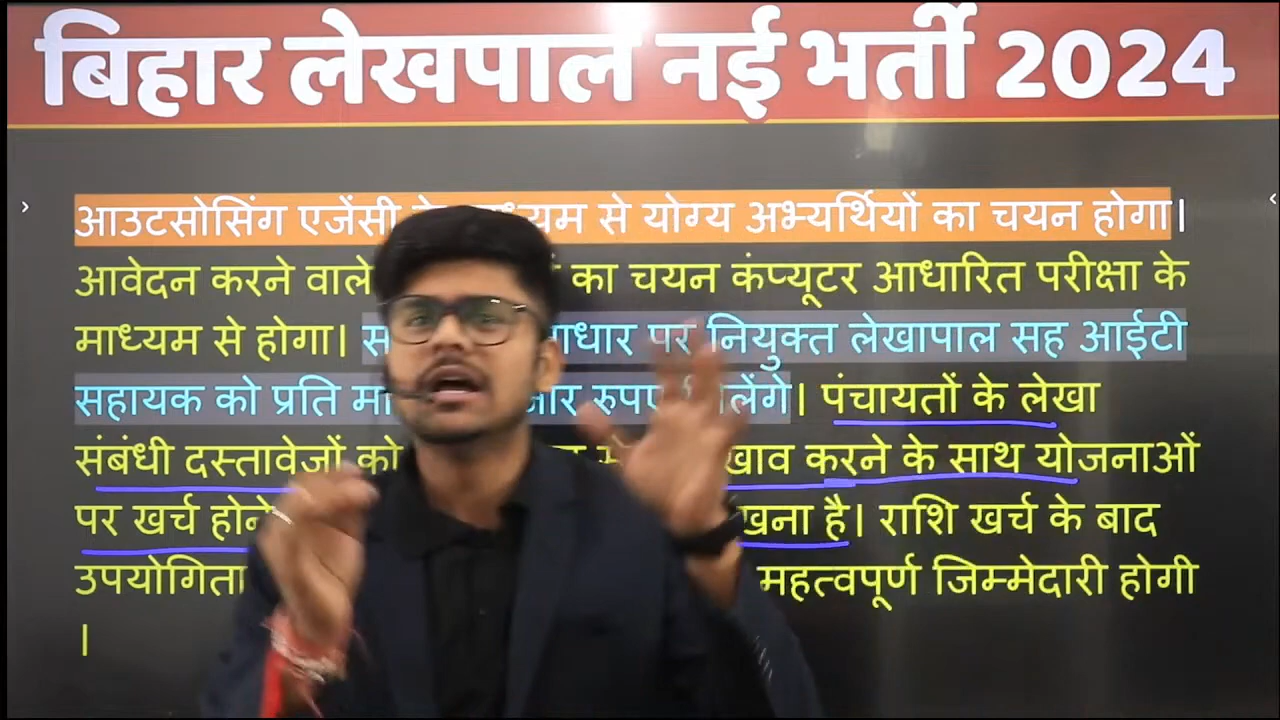 बिहार लेखपाल नई भर्ती 2024
आउटसोसिंग एजेंसी के माध्यम से योग्य अभ्यर्थियों का चयन होगा।
आवेदन करने वाले का चयन कंप्यूटर आधारित परीक्षा के
माध्यम से होगा। पर नियुक्त लेखापाल सह आईटी
सहायक को प्रति । पंचायतों के लेखा
संबंधी दस्तावेजों को करने के साथ योजनाओं
पर खर्च है। राशि खर्च के बाद
उपयोगिता महत्वपूर्ण जिम्मेदारी होगी
।